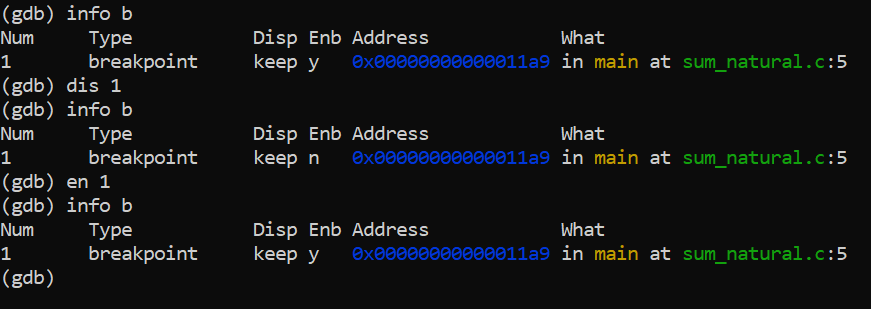 (gdb) info b
Num     Type           Disp Enb Address            What
1       breakpoint     keep y   0x00000000000011a9 in main at sum_natural.c:5
(gdb) dis 1
(gdb) info b
Num     Type           Disp Enb Address            What
1       breakpoint     keep n   0x00000000000011a9 in main at sum_natural.c:5
(gdb) en 1
(gdb) info b
Num     Type           Disp Enb Address            What
1       breakpoint     keep y   0x00000000000011a9 in main at sum_natural.c:5
(gdb)